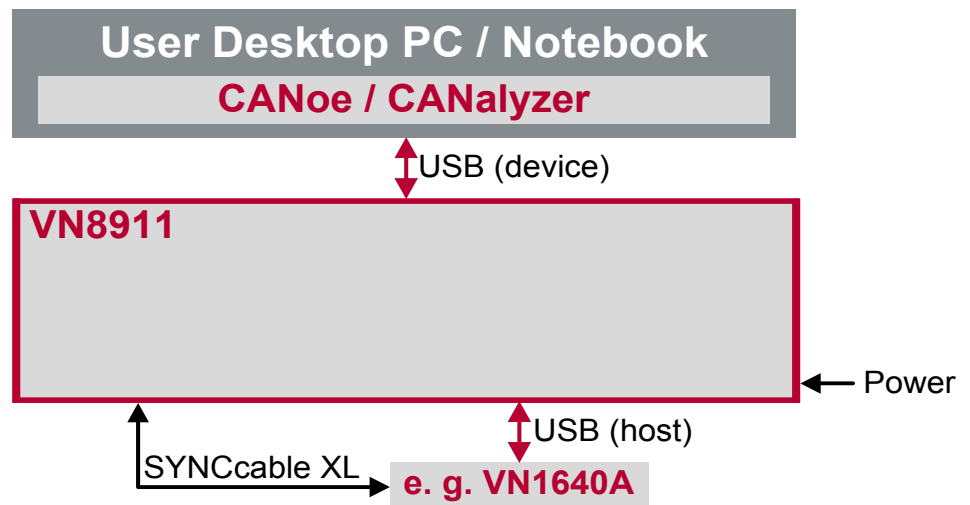 User Desktop PC / Notebook
CANoe / CANalyzer
USB (device)
VN8911
Power
USB (host)
SYNCcable XL
e. g. VN1640A